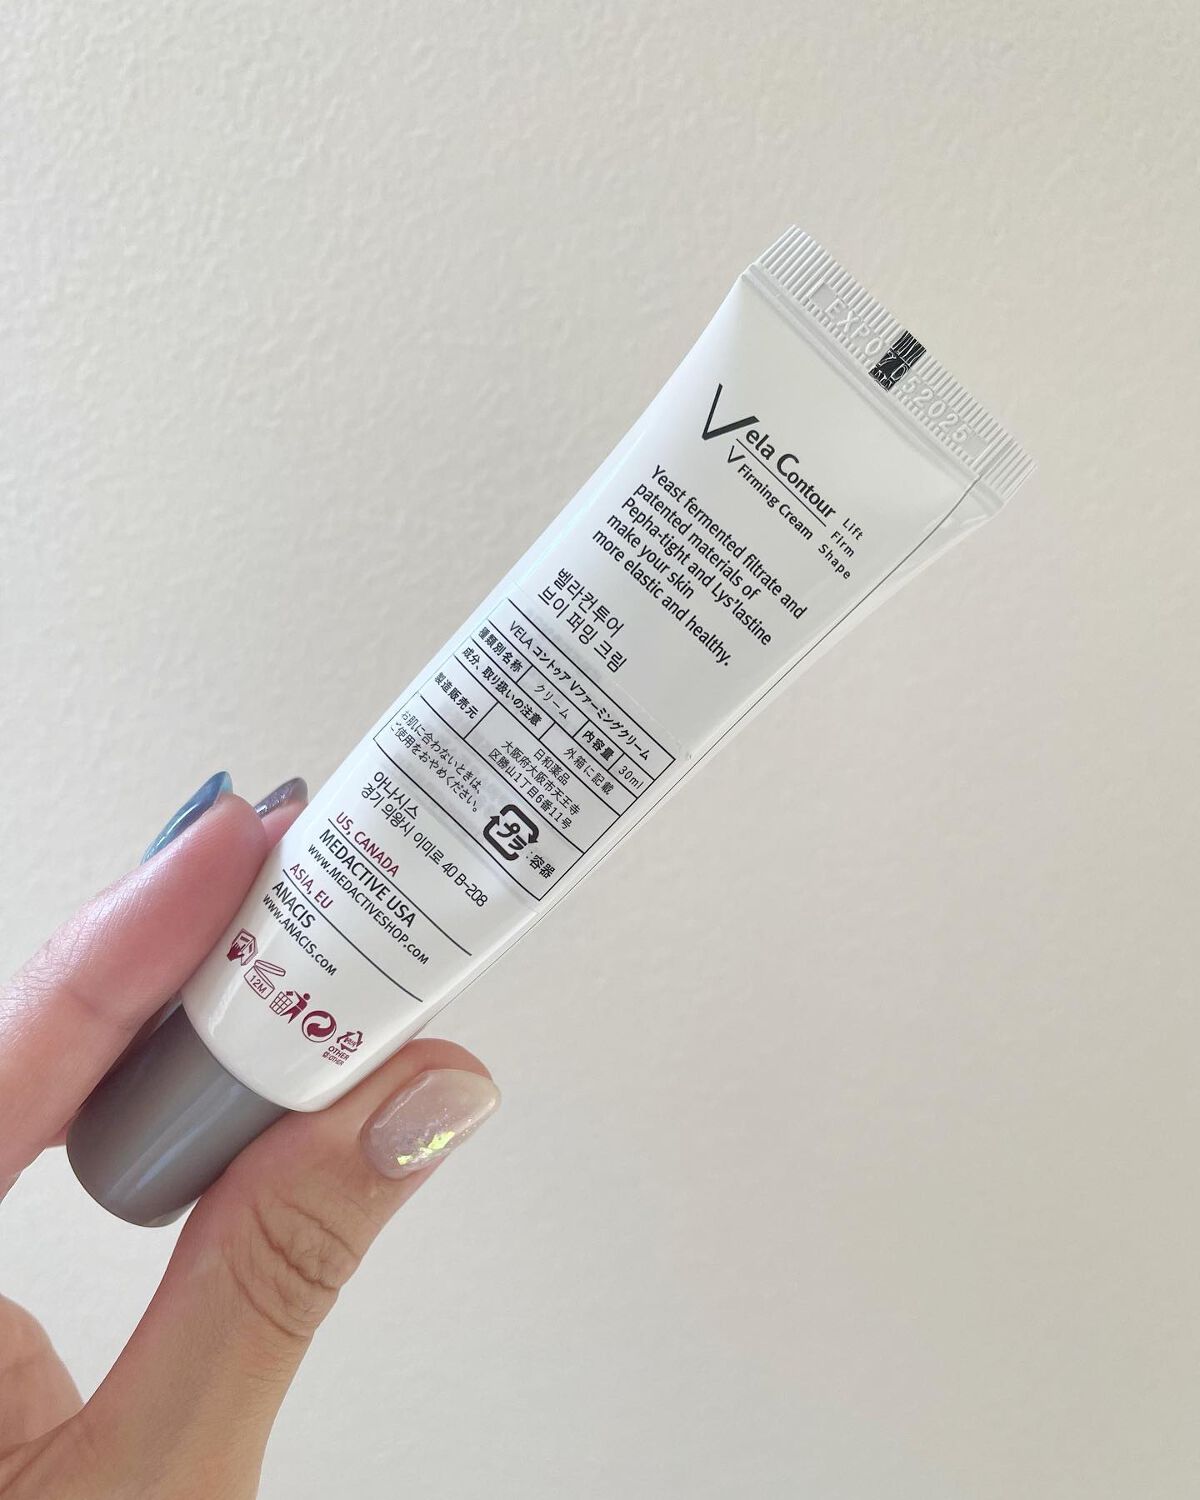 EXP07052025
Vela Contour
V Firming Cream
Lift
Firm
Shape
Yeast fermented filtrate and
patented materials of
Pepha-tight and Lys'lastine
make your skin
more elastic and healthy.
벨라컨투어
브이 퍼밍 크림
VELA コントゥア Vファーミングクリーム
種類別名称 クリーム 内容量 30ml
成分、取り扱いの注意 外箱に記載
製造販売元 日和薬品
大阪府大阪市天王寺
区勝山1丁目6番11号
お肌に合わないときは、
ご使用をおやめください。
プラ :容器
아나시스
경기 의왕시 이미로 40 B-208
US, CANADA
MEDACTIVE USA
WWW.MEDACTIVESHOP.COM
ASIA, EU
ANACIS
WWW.ANACIS.COM
12M
OTHER